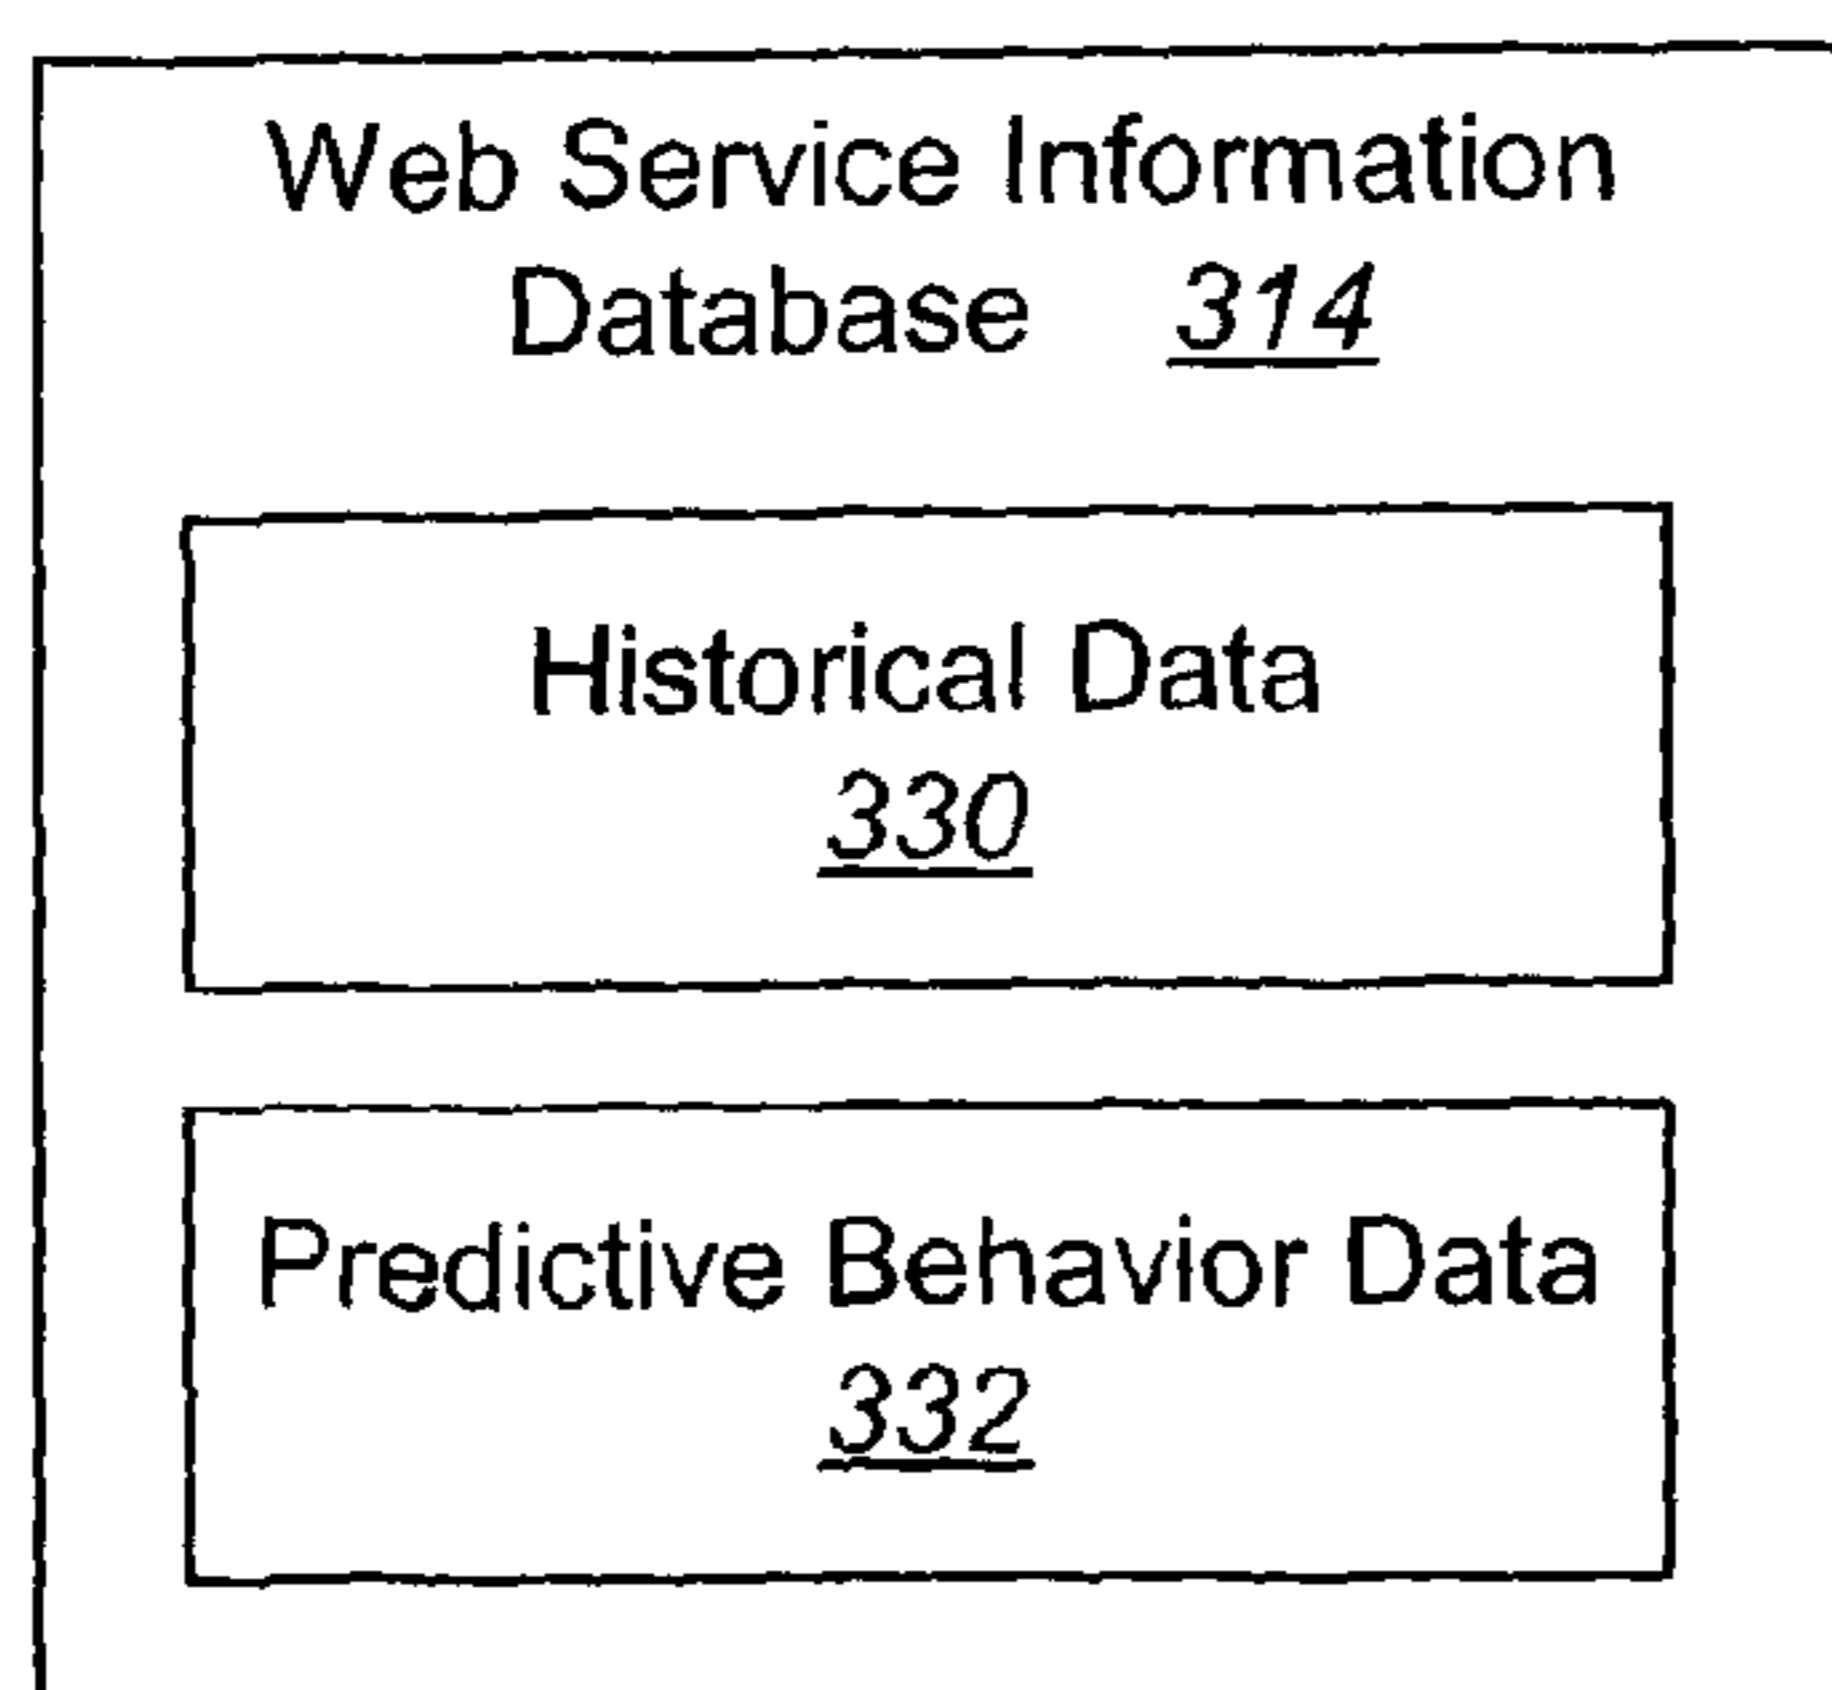 Web Service Information
Database 314
Historical Data
330
Predictive Behavior Data
332